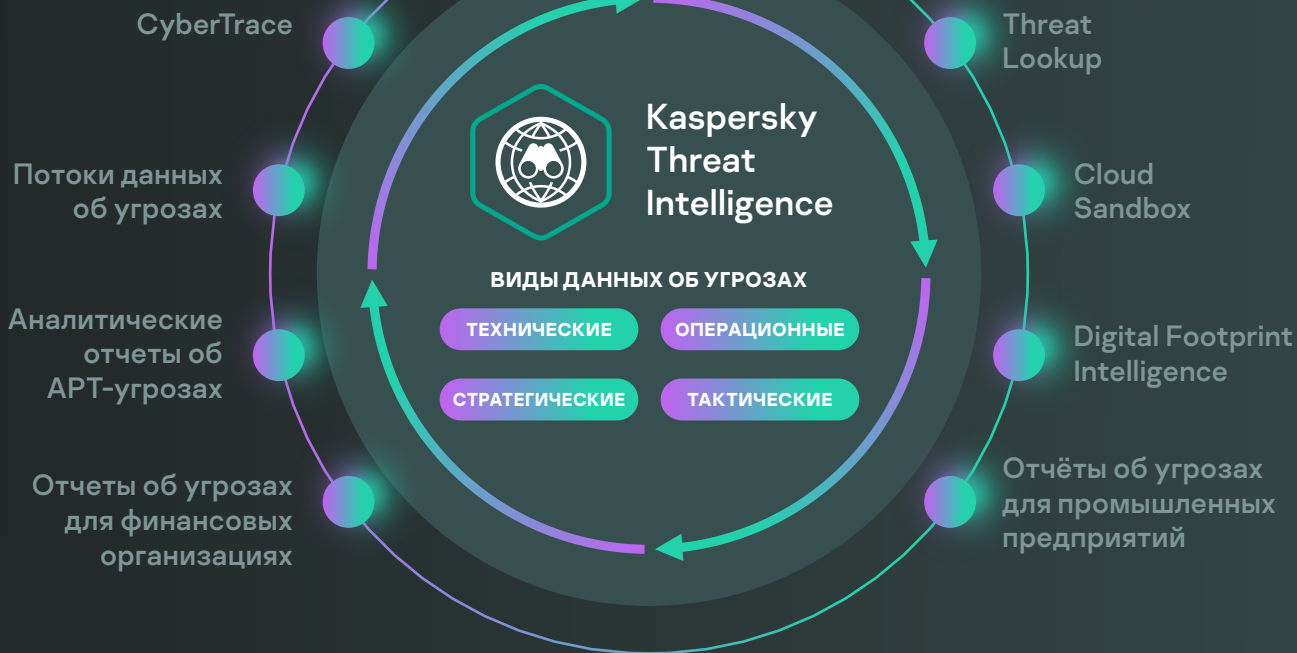 CyberTrace
Потоки данных
об угрозах
Аналитические
отчеты об
APT-угрозах
Отчеты об угрозах
для финансовых
организациях
Kaspersky
Threat
Intelligence
ВИДЫ ДАННЫХ ОБ УГРОЗАХ
ТЕХНИЧЕСКИЕ
ОПЕРАЦИОННЫЕ
СТРАТЕГИЧЕСКИЕ
ТАКТИЧЕСКИЕ
Threat
Lookup
Cloud
Sandbox
Digital Footprint
Intelligence
Отчёты об угрозах
для промышленных
предприятий